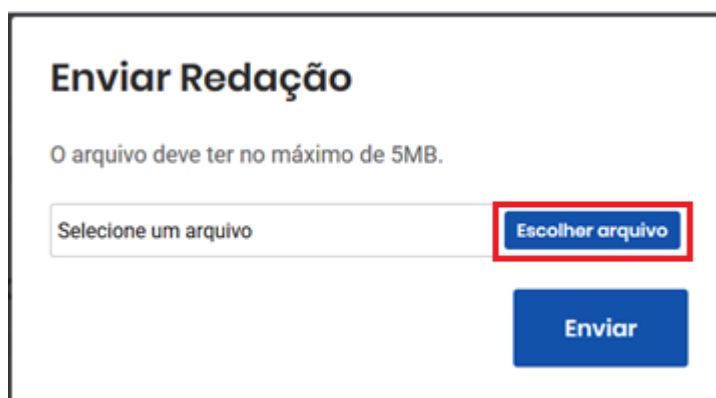 Enviar Redação
O arquivo deve ter no máximo de 5MB.
Selecione um arquivo
Escolher arquivo
Enviar